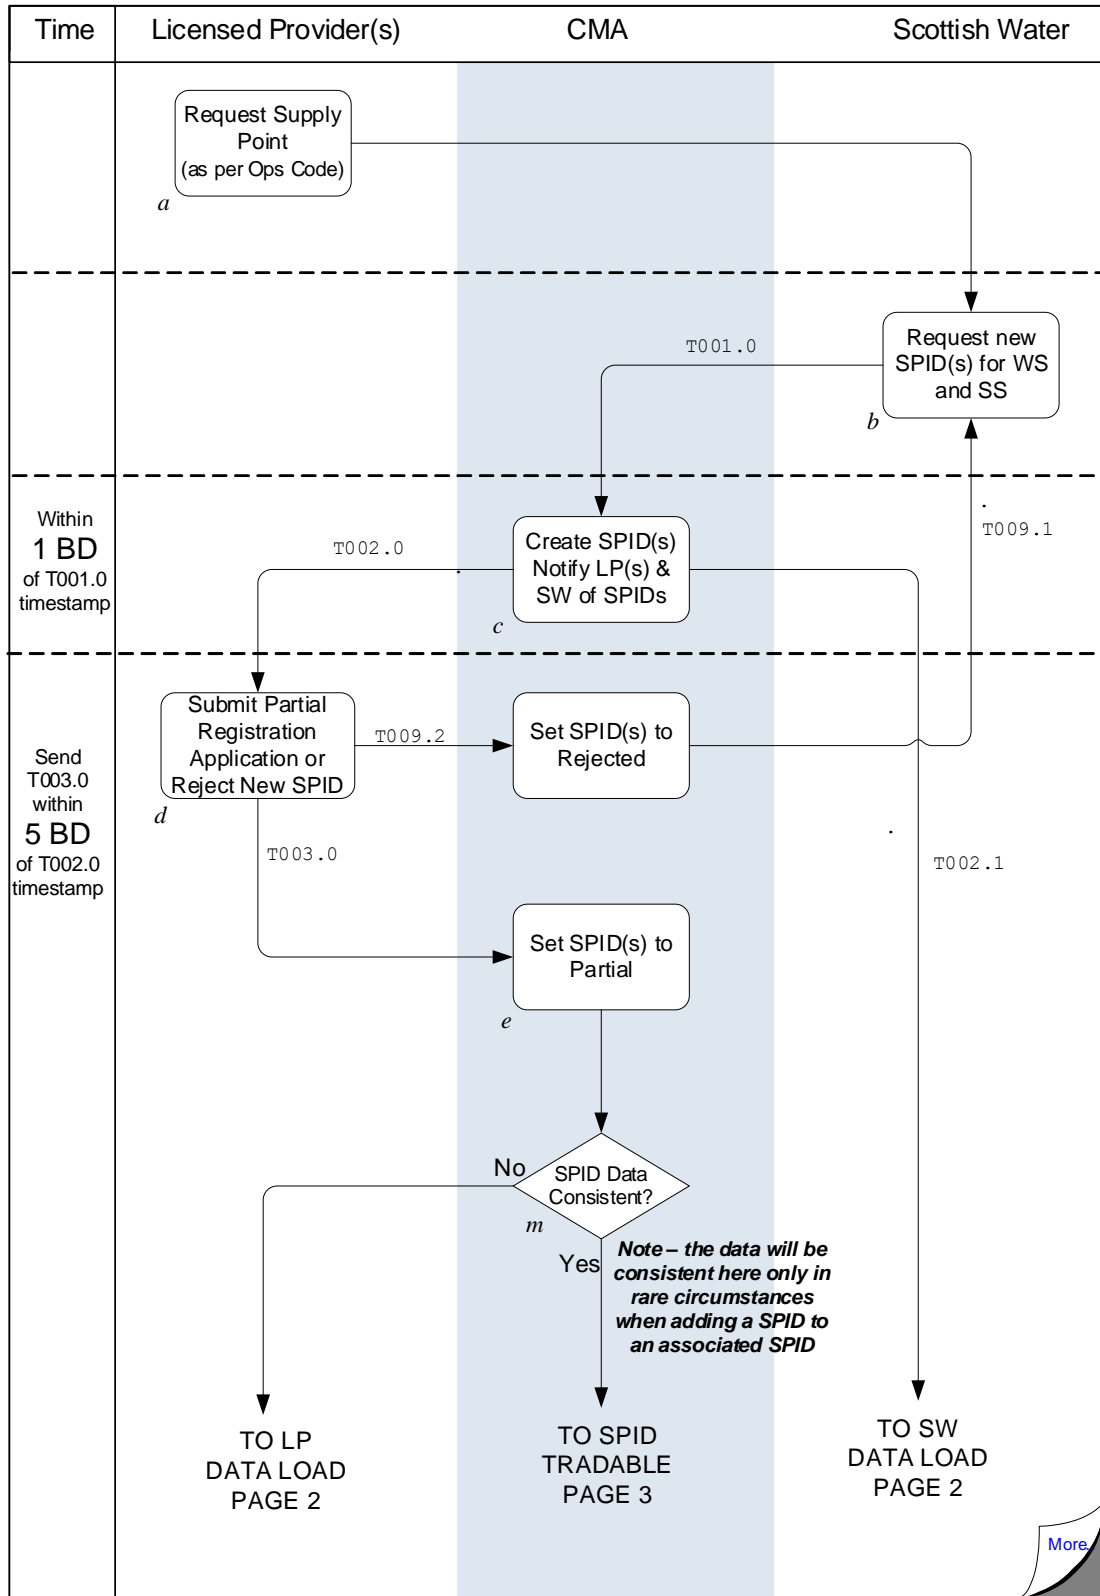 Time
Licensed Provider(s)
CMA
Scottish Water
Request Supply
Point
(as per Ops Code)
a
Request new
SPID(s) for WS
and SS
b
T001.0
T009.1
Within
1 BD
of T001.0
timestamp
T002.0
Create SPID(s)
Notify LP(s) &
SW of SPIDs
c
Submit Partial
Registration
Application or
Reject New SPID
d
T009.2
Set SPID(s) to
Rejected
Send
T003.0
within
5 BD
of T002.0
timestamp
T003.0
T002.1
Set SPID(s) to
Partial
e
No
SPID Data
Consistent?
m
Yes
Note – the data will be
consistent here only in
rare circumstances
when adding a SPID to
an associated SPID
TO LP
DATA LOAD
PAGE 2
TO SPID
TRADABLE
PAGE 3
TO SW
DATA LOAD
PAGE 2
More..